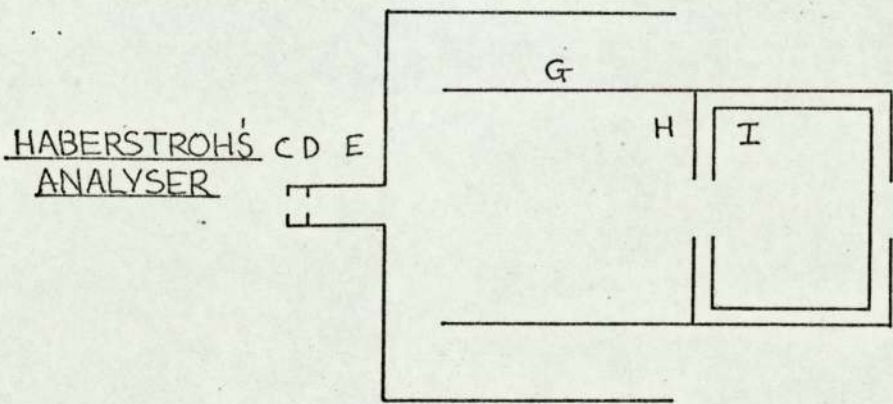 HABERSTROH'S
ANALYSER
C D E
G
H
I